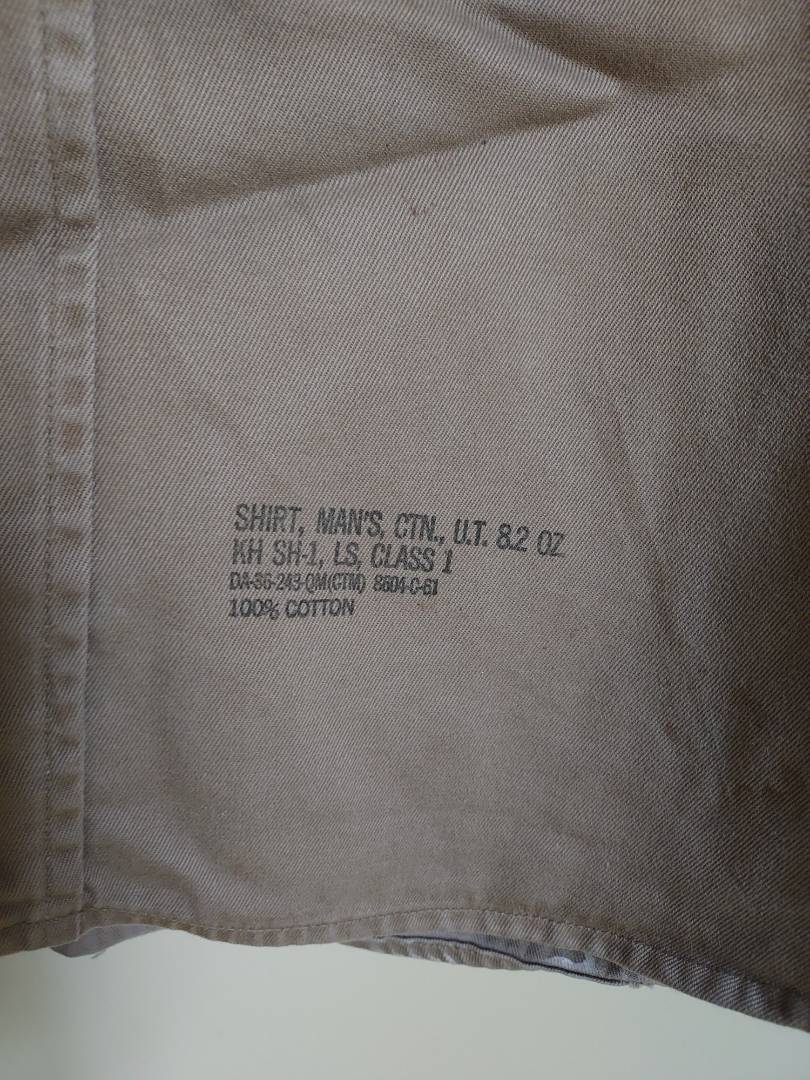 SHIRT, MAN'S, CTN., U.T. 8.2 OZ
KH SH-1, LS, CLASS 1
DA-36-243-QM(CTM) 8604-C-61
100% COTTON